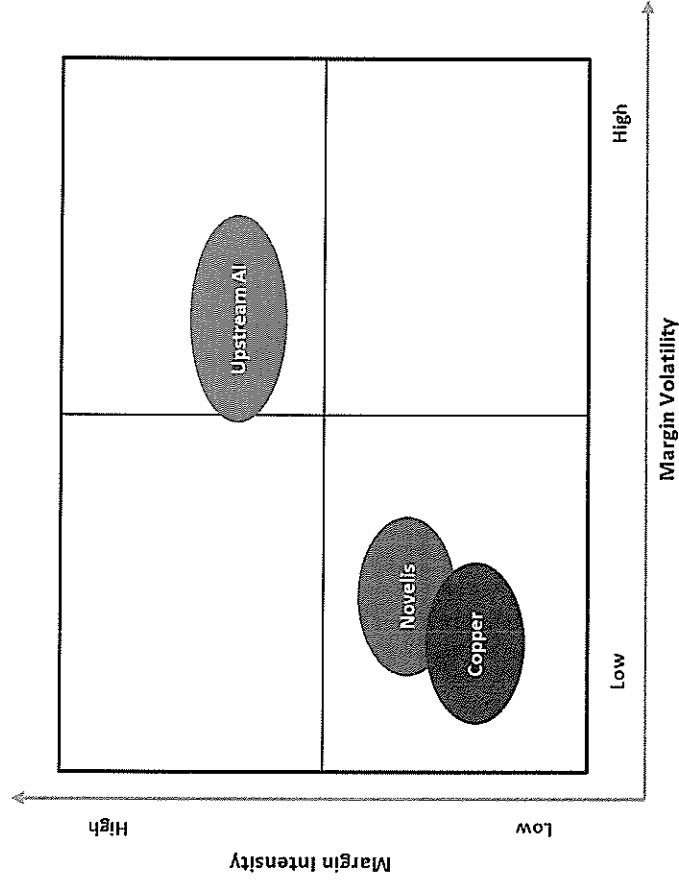 Margin Intensity
High
Low
Upstream Al
Novelis
Copper
Low
High
Margin Volatility